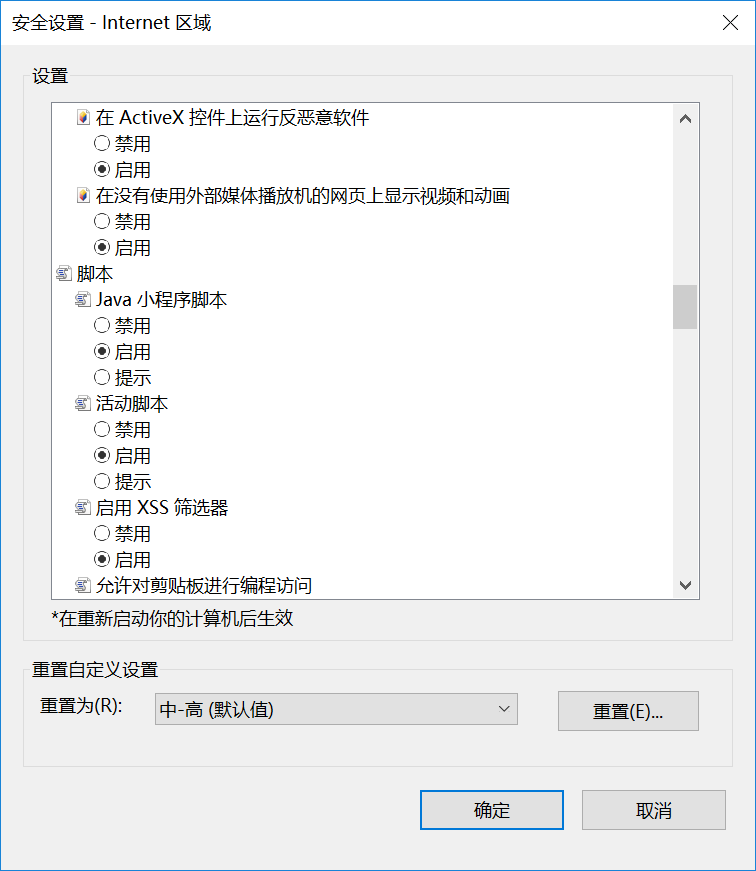 安全设置 - Internet 区域
设置
在 ActiveX 控件上运行反恶意软件
禁用
启用
在没有使用外部媒体播放机的网页上显示视频和动画
禁用
启用
脚本
Java 小程序脚本
禁用
启用
提示
活动脚本
禁用
启用
提示
启用 XSS 筛选器
禁用
启用
允许对剪贴板进行编程访问
*在重新启动你的计算机后生效
重置自定义设置
重置为(R):
中-高 (默认值)
重置(E)...
确定
取消